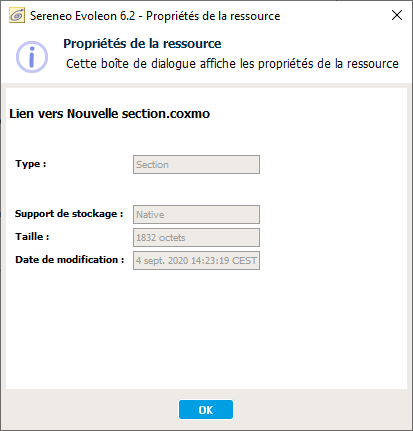 Sereneo Evoleon 6.2 - Propriétés de la ressource
Propriétés de la ressource
Cette boîte de dialogue affiche les propriétés de la ressource
Lien vers Nouvelle section.coxmo
Type : Section
Support de stockage : Native
Taille : 1832 octets
Date de modification : 4 sept. 2020 14:23:19 CEST
OK